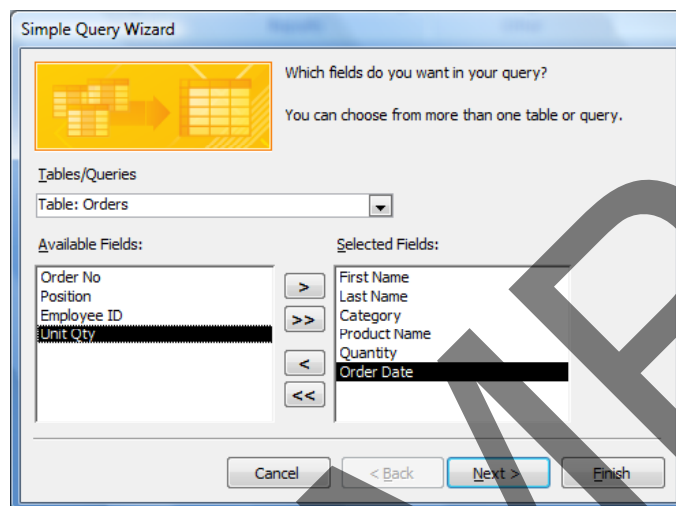 Simple Query Wizard
Which fields do you want in your query?
You can choose from more than one table or query.
Tables/Queries
Table: Orders
Available Fields:
Selected Fields:
Order No
Position
Employee ID
Unit Qty
>
>>
<
<<
First Name
Last Name
Category
Product Name
Quantity
Order Date
Cancel
< Back
Next >
Finish